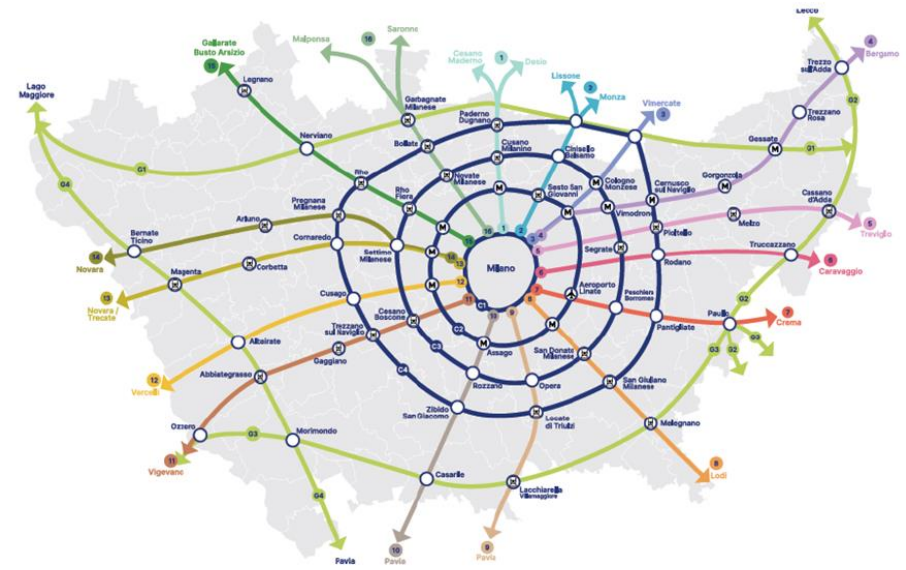 Lecco
4
Bergamo
Saronno
16
Malpensa
Gallarate
Busto Arsizio
15
Cesano
Maderno
1
Desio
Lissone
2
Monza
Vimercate
3
Trezzo
sull'Adda
G2
Trezzano
Rosa
Lago
Maggiore
Legnano
Garbagnate
Milanese
Paderno
Dugnano
Nerviano
Bollate
Cusano
Milanino
Cinisello
Balsamo
Gessate
M
G1
G1
G4
Rho
Rho
Fiera
Novate
Milanese
Sesto San
Giovanni
Cologno
Monzese
Cernusco
sul Naviglio
Gorgonzola
M
Cassano
d'Adda
Pregnana
Milanese
Arluno
Vimodrone
Melzo
5
Treviglio
Bernate
Ticino
Cornaredo
Settimo
Milanese
Pioltello
Segrate
Rodano
Truccazzano
14
Novara
Corbetta
16
1
2
3
4
5
15
14
13
12
11
Milano
6
7
8
9
10
6
Caravaggio
Magenta
13
Novara /
Trecate
Cusago
Cesano
Boscone
C1
Aeroporto
Linate
Peschiera
Borromeo
G2
Paullo
7
Crema
Pantigliate
G3
G2
G3
Trezzano
sul Naviglio
C2
C3
C4
M
Assago
San Donato
Milanese
Albairate
Gaggiano
12
Vercelli
Abbiategrasso
Rozzano
Opera
San Giuliano
Milanese
Zibido
San Giacomo
Locate
di Triulzi
Melegnano
Ozzero
G3
Morimondo
11
Vigevano
8
Lodi
Casarile
Lacchiarella
Villamaggiore
G4
Pavia
10
Pavia
9
Pavia